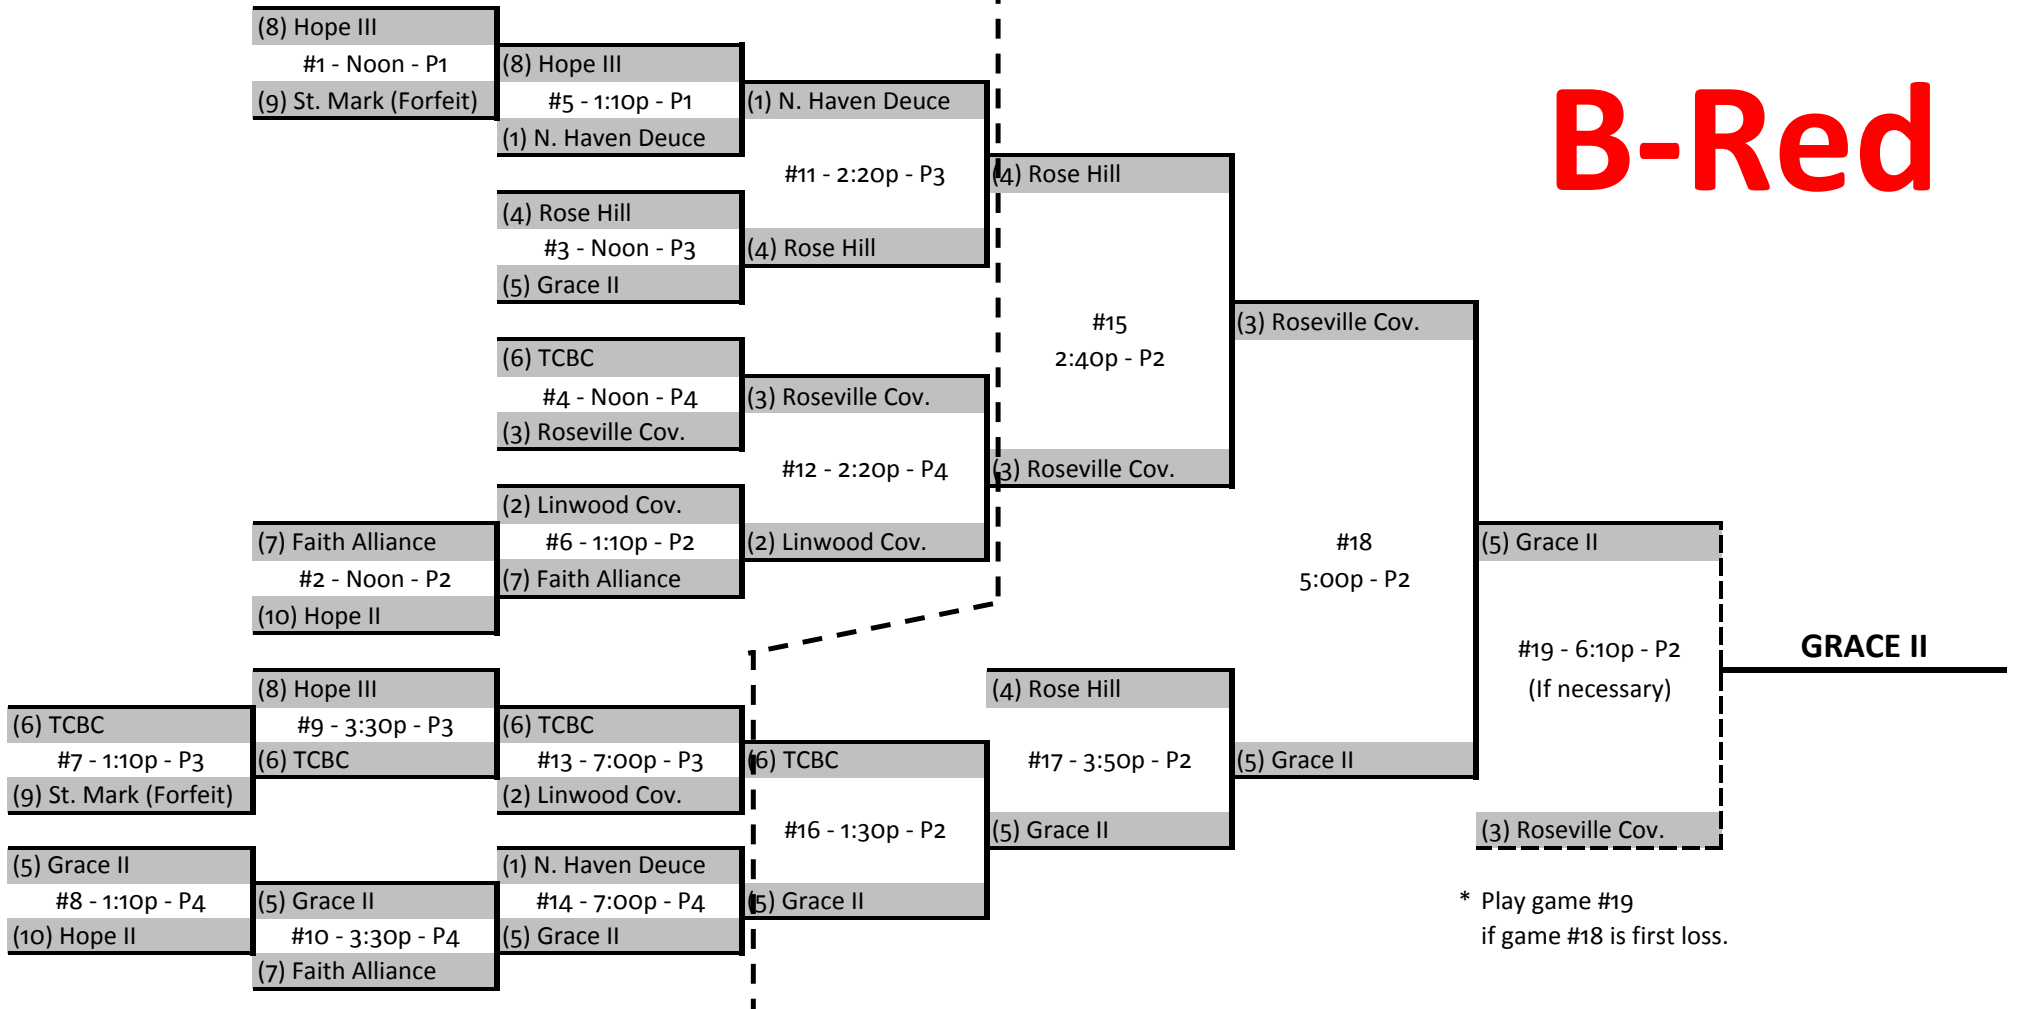 B-Red
(8) Hope III
#1 - Noon - P1
(9) St. Mark (Forfeit)
(8) Hope III
#5 - 1:10p - P1
(1) N. Haven Deuce
(1) N. Haven Deuce
#11 - 2:20p - P3
(4) Rose Hill
(4) Rose Hill
#3 - Noon - P3
(5) Grace II
(4) Rose Hill
#15
2:40p - P2
(3) Roseville Cov.
(6) TCBC
#4 - Noon - P4
(3) Roseville Cov.
(3) Roseville Cov.
#12 - 2:20p - P4
(2) Linwood Cov.
(2) Linwood Cov.
#6 - 1:10p - P2
(7) Faith Alliance
(7) Faith Alliance
#2 - Noon - P2
(10) Hope II
(3) Roseville Cov.
#18
5:00p - P2
(5) Grace II
(5) Grace II
#19 - 6:10p - P2
(If necessary)
(3) Roseville Cov.
GRACE II
(6) TCBC
#7 - 1:10p - P3
(9) St. Mark (Forfeit)
(8) Hope III
#9 - 3:30p - P3
(6) TCBC
(6) TCBC
#13 - 7:00p - P3
(2) Linwood Cov.
(6) TCBC
#16 - 1:30p - P2
(5) Grace II
(4) Rose Hill
#17 - 3:50p - P2
(5) Grace II
(5) Grace II
#8 - 1:10p - P4
(10) Hope II
(5) Grace II
#10 - 3:30p - P4
(7) Faith Alliance
(1) N. Haven Deuce
#14 - 7:00p - P4
(5) Grace II
* Play game #19
if game #18 is first loss.